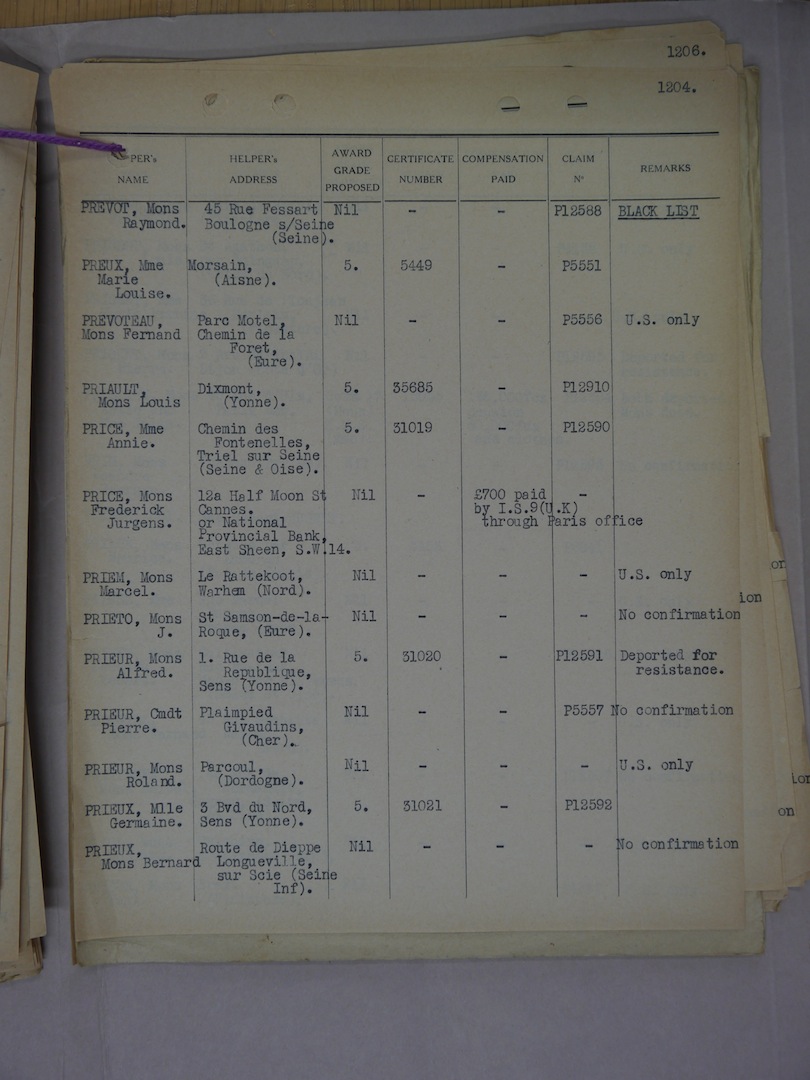 1206.
1204.
PER's NAME HELPER's ADDRESS AWARD GRADE PROPOSED CERTIFICATE NUMBER COMPENSATION PAID CLAIM Nº REMARKS
PREVOT, Mons 45 Rue Fessart Nil - - P12588 BLACK LIST
Raymond. Boulogne s/Seine
(Seine).
PREUX, Mme Morsain, 5. 5449 - P5551
Marie (Aisne).
Louise.
PREVOTEAU, Parc Motel, Nil - - P5556 U.S. only
Mons Fernand Chemin de la
Foret,
(Eure).
PRIAULT, Dixmont, 5. 35685 - P12910
Mons Louis (Yonne).
PRICE, Mme Chemin des 5. 31019 - P12590
Annie. Fontenelles,
Triel sur Seine
(Seine & Oise).
PRICE, Mons 12a Half Moon St Nil - £700 paid -
Frederick Cannes. by I.S.9(U.K)
Jurgens. or National through Paris office
Provincial Bank,
East Sheen, S.W.14.
PRIEM, Mons Le Rattekoot, Nil - - - U.S. only
Marcel. Warhem (Nord).
PRIETO, Mons St Samson-de-la- Nil - - - No confirmation
J. Roque, (Eure).
PRIEUR, Mons 1. Rue de la 5. 31020 - P12591 Deported for
Alfred. Republique, resistance.
Sens (Yonne).
PRIEUR, Cmdt Plaimpied Nil - - P5557 No confirmation
Pierre. Givaudins,
(Cher).
PRIEUR, Mons Parcoul, Nil - - - U.S. only
Roland. (Dordogne).
PRIEUX, Mlle 3 Bvd du Nord, 5. 31021 - P12592
Germaine. Sens (Yonne).
PRIEUX, Route de Dieppe Nil - - - No confirmation
Mons Bernard Longueville,
sur Scie (Seine
Inf).
on
ion
ion
on